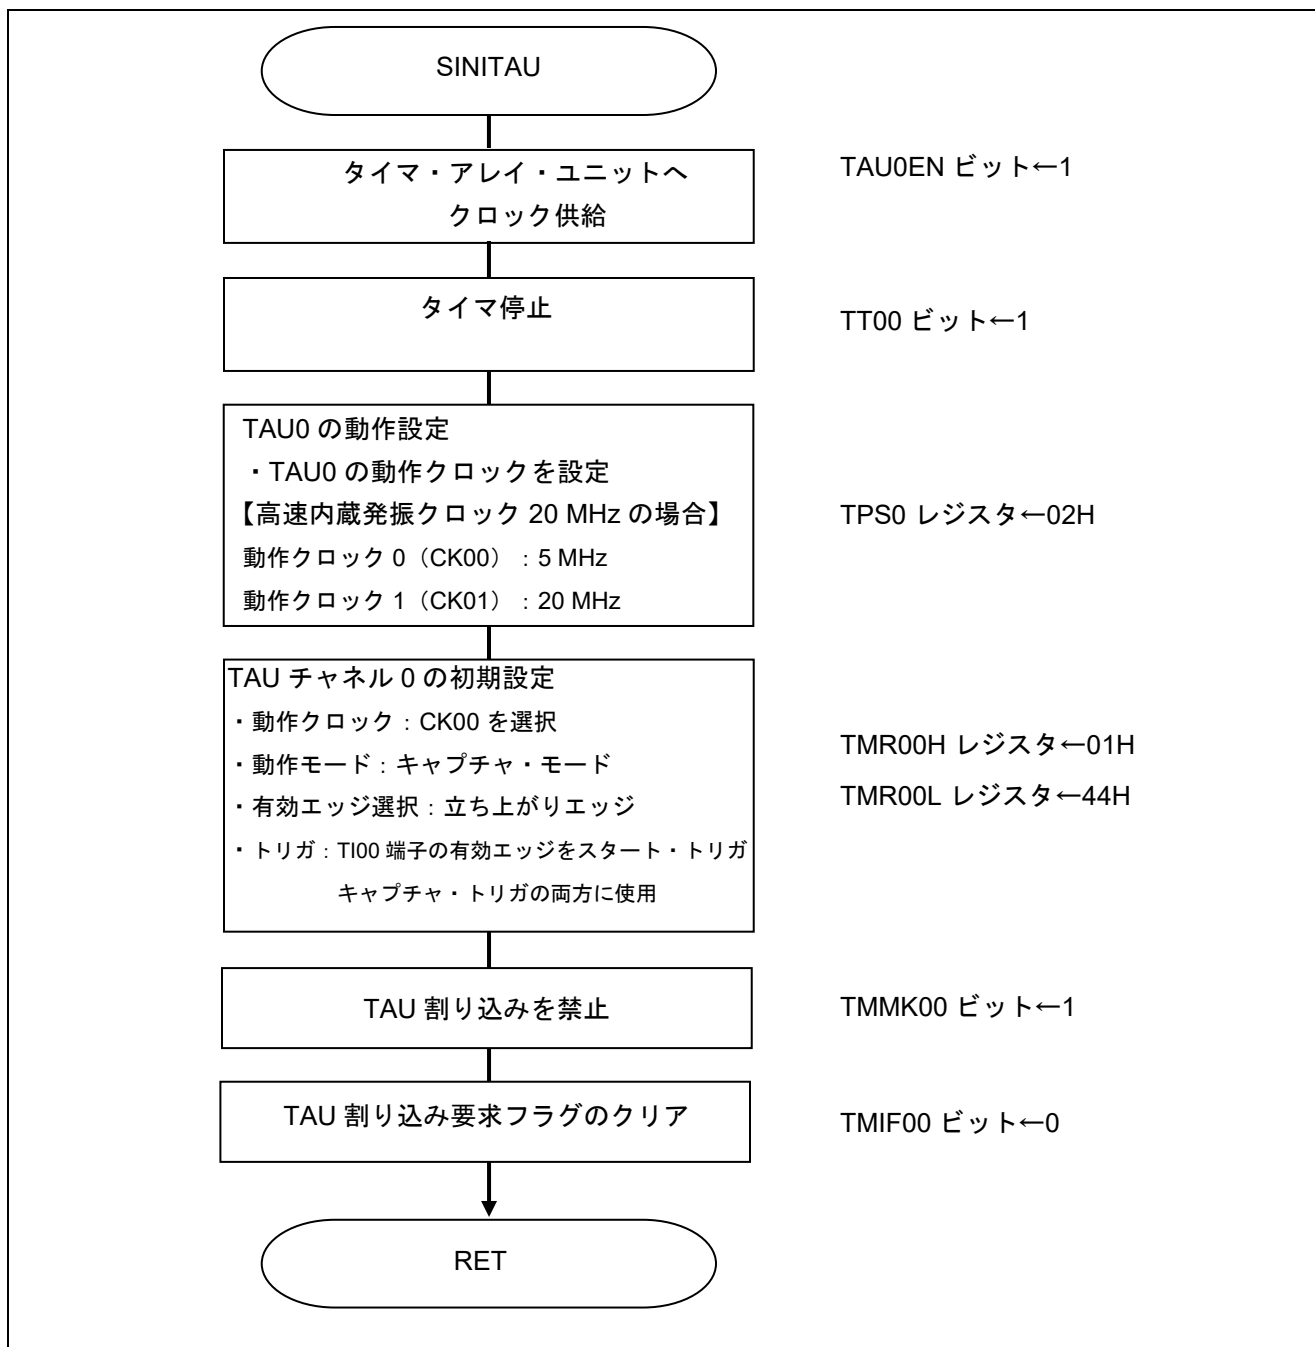 SINITAU
タイマ・アレイ・ユニットへ
クロック供給
TAU0EN ビット←1
タイマ停止
TT00 ビット←1
TAU0 の動作設定
・TAU0 の動作クロックを設定
【高速内蔵発振クロック 20 MHz の場合】
動作クロック 0（CK00）：5 MHz
動作クロック 1（CK01）：20 MHz
TPS0 レジスタ←02H
TAU チャネル 0 の初期設定
・動作クロック：CK00 を選択
・動作モード：キャプチャ・モード
・有効エッジ選択：立ち上がりエッジ
・トリガ：TI00 端子の有効エッジをスタート・トリガ
キャプチャ・トリガの両方に使用
TMR00H レジスタ←01H
TMR00L レジスタ←44H
TAU 割り込みを禁止
TMMK00 ビット←1
TAU 割り込み要求フラグのクリア
TMIF00 ビット←0
RET